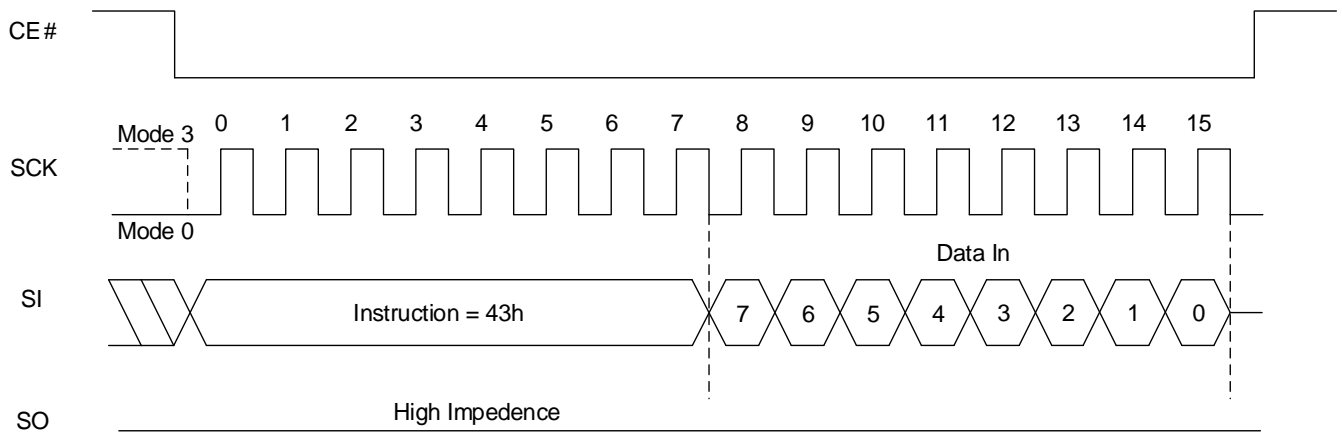 CE#
0 1 2 3 4 5 6 7 8 9 10 11 12 13 14 15
Mode 3
SCK
Mode 0
Data In
SI
Instruction = 43h
7 6 5 4 3 2 1 0
High Impedence
SO